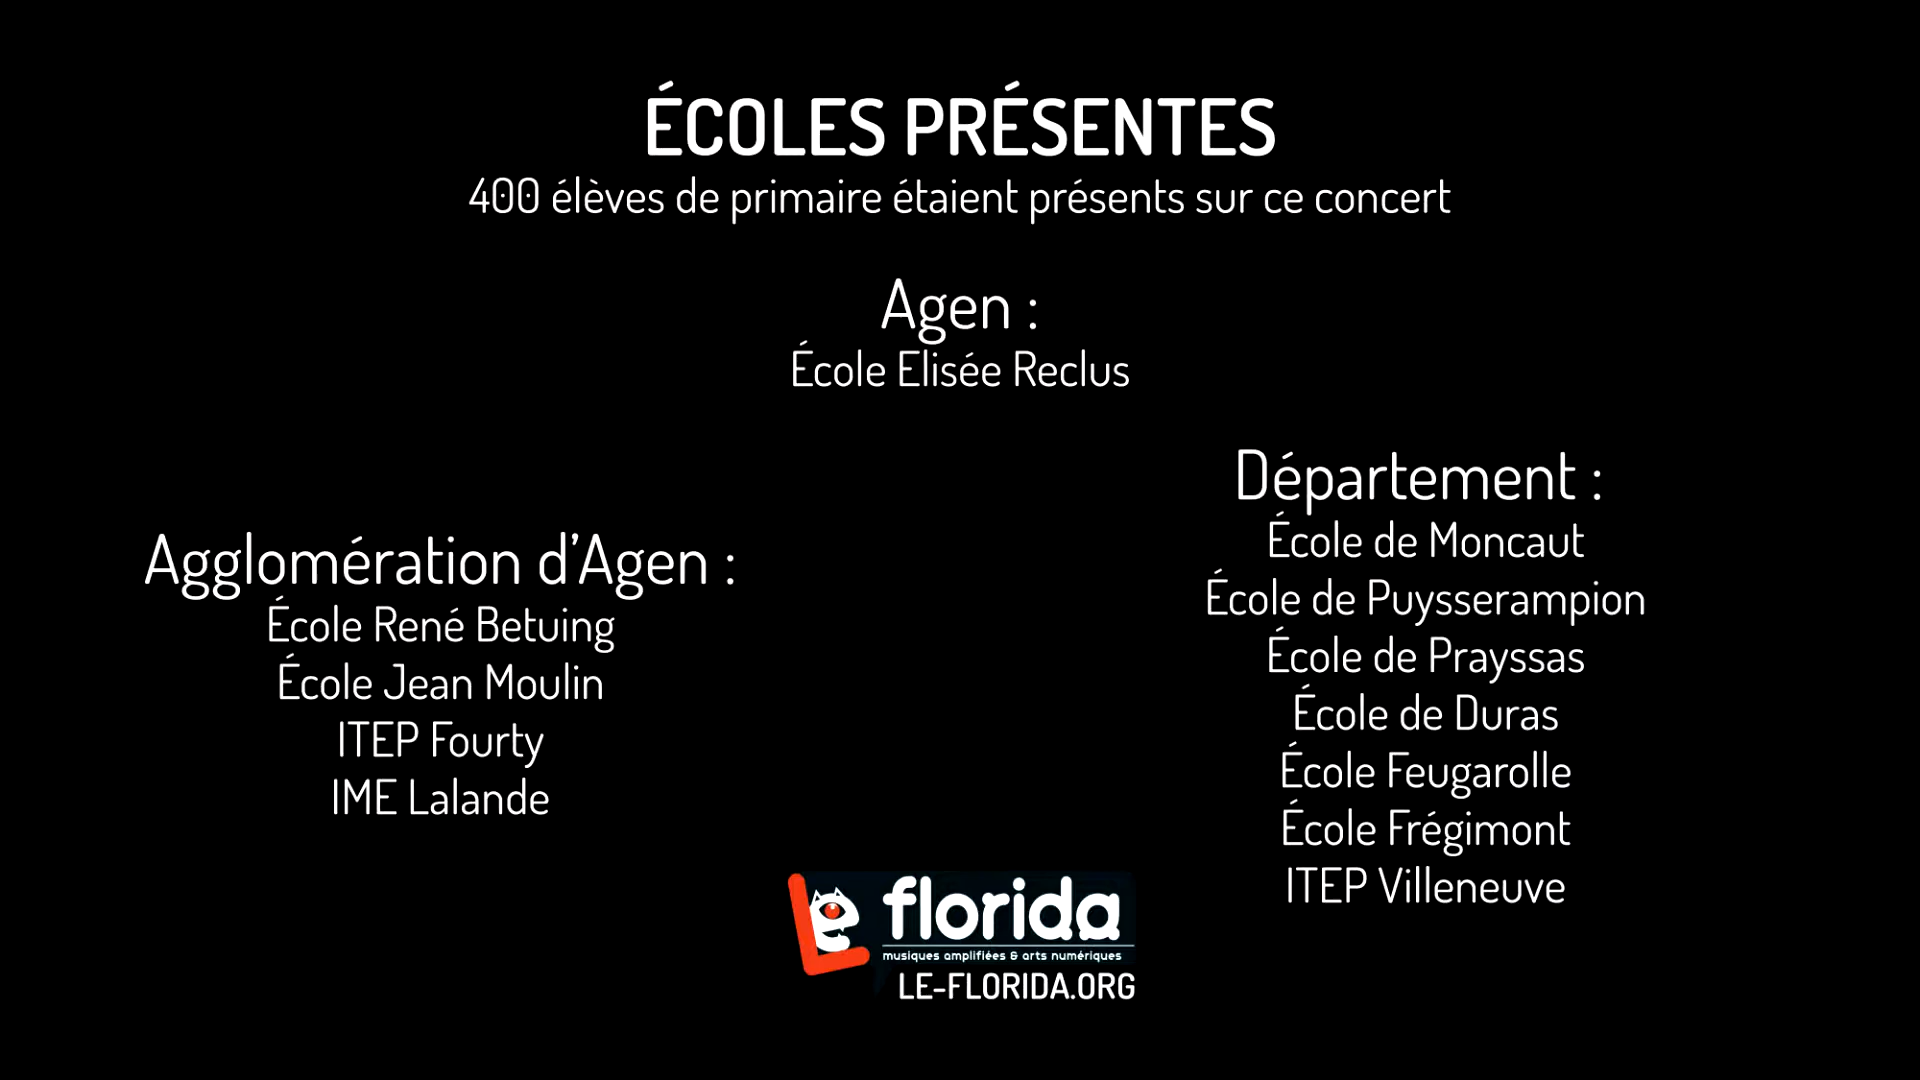 ÉCOLES PRÉSENTES
400 élèves de primaire étaient présents sur ce concert
Agen :
École Elisée Reclus
Agglomération d'Agen :
École René Betuing
École Jean Moulin
ITEP Fourty
IME Lalande
Département :
École de Moncaut
École de Puysserampion
École de Prayssas
École de Duras
École Feugarolle
École Frégimont
ITEP Villeneuve
Le florida
musiques amplifiées & arts numériques
LE-FLORIDA.ORG